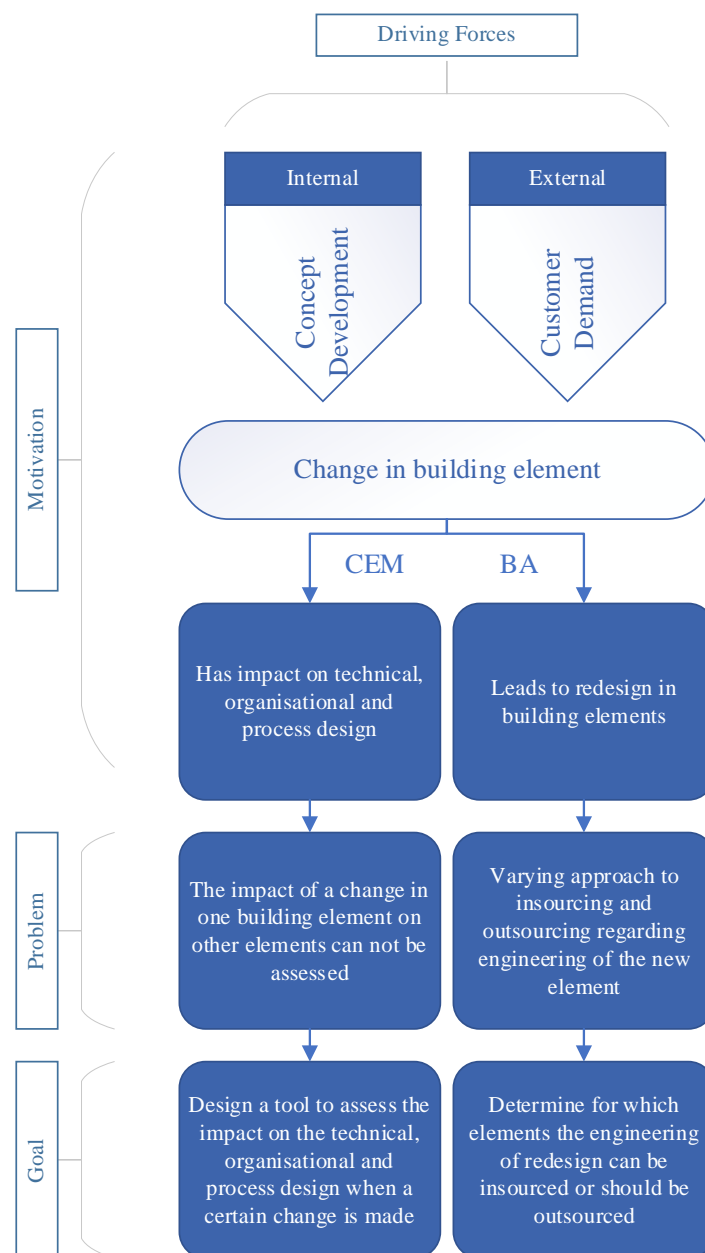 Driving Forces
Internal
External
Concept
Development
Customer
Demand
Motivation
Change in building element
CEM
BA
Has impact on technical,
organisational and
process design
Leads to redesign in
building elements
Problem
The impact of a change in
one building element on
other elements can not be
assessed
Varying approach to
insourcing and
outsourcing regarding
engineering of the new
element
Goal
Design a tool to assess the
impact on the technical,
organisational and
process design when a
certain change is made
Determine for which
elements the engineering
of redesign can be
insourced or should be
outsourced